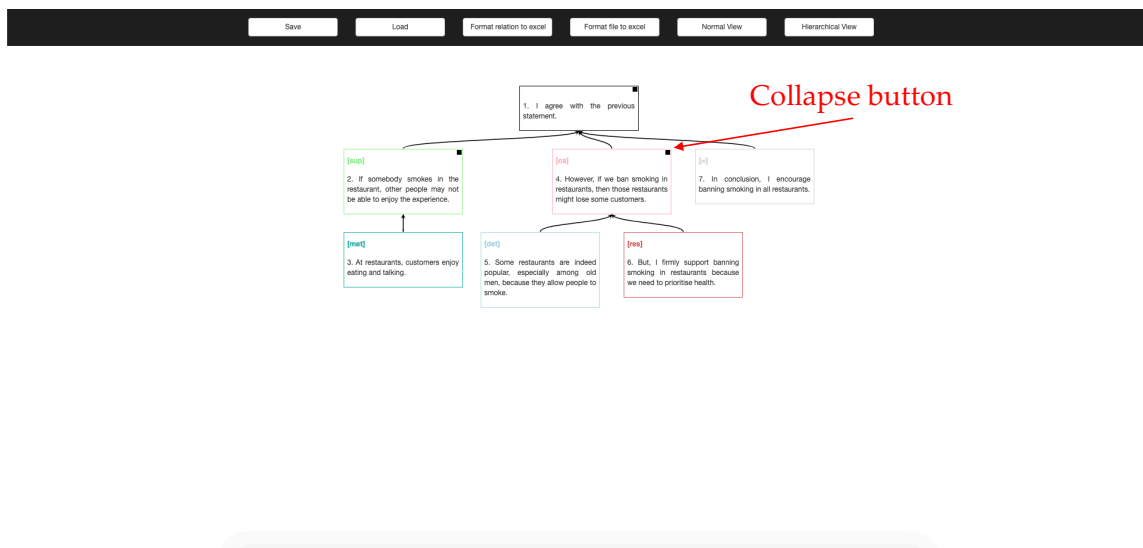 Save Load Format relation to excel Format file to excel Normal View Hierarchical View
Collapse button
1. I agree with the previous
statement.
[sup]
2. If somebody smokes in the
restaurant, other people may not
be able to enjoy the experience.
[ca]
4. However, if we ban smoking in
restaurants, then those restaurants
might lose some customers.
[=]
7. In conclusion, I encourage
banning smoking in all restaurants.
[met]
3. At restaurants, customers enjoy
eating and talking.
[det]
5. Some restaurants are indeed
popular, especially among old
men, because they allow people to
smoke.
[res]
6. But, I firmly support banning
smoking in restaurants because
we need to prioritise health.